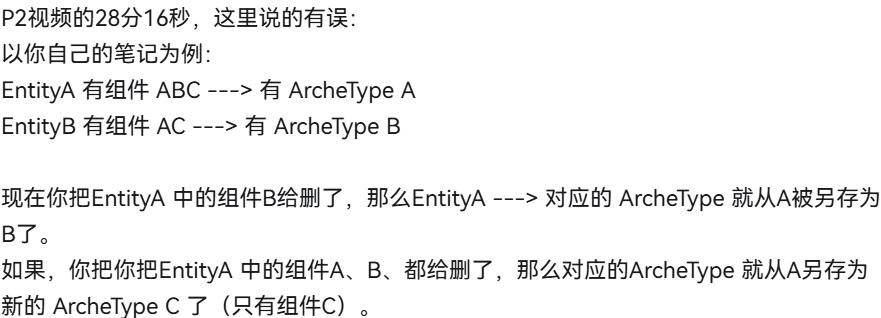 P2视频的28分16秒，这里说的有误：
以你自己的笔记为例：
EntityA 有组件 ABC ---> 有 ArcheType A
EntityB 有组件 AC ---> 有 ArcheType B
现在你把EntityA 中的组件B给删了，那么EntityA ---> 对应的 ArcheType 就从A被另存为
B了。
如果，你把你把EntityA 中的组件A、B、都给删了，那么对应的ArcheType 就从A另存为
新的 ArcheType C 了（只有组件C）。